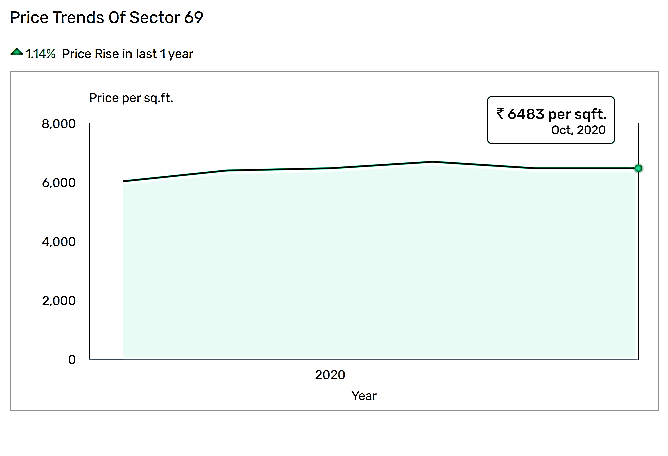 Price Trends Of Sector 69
1.14% Price Rise in last 1 year
Price per sq.ft.
₹ 6483 per sqft.
Oct, 2020
8,000
6,000
4,000
2,000
0
2020
Year